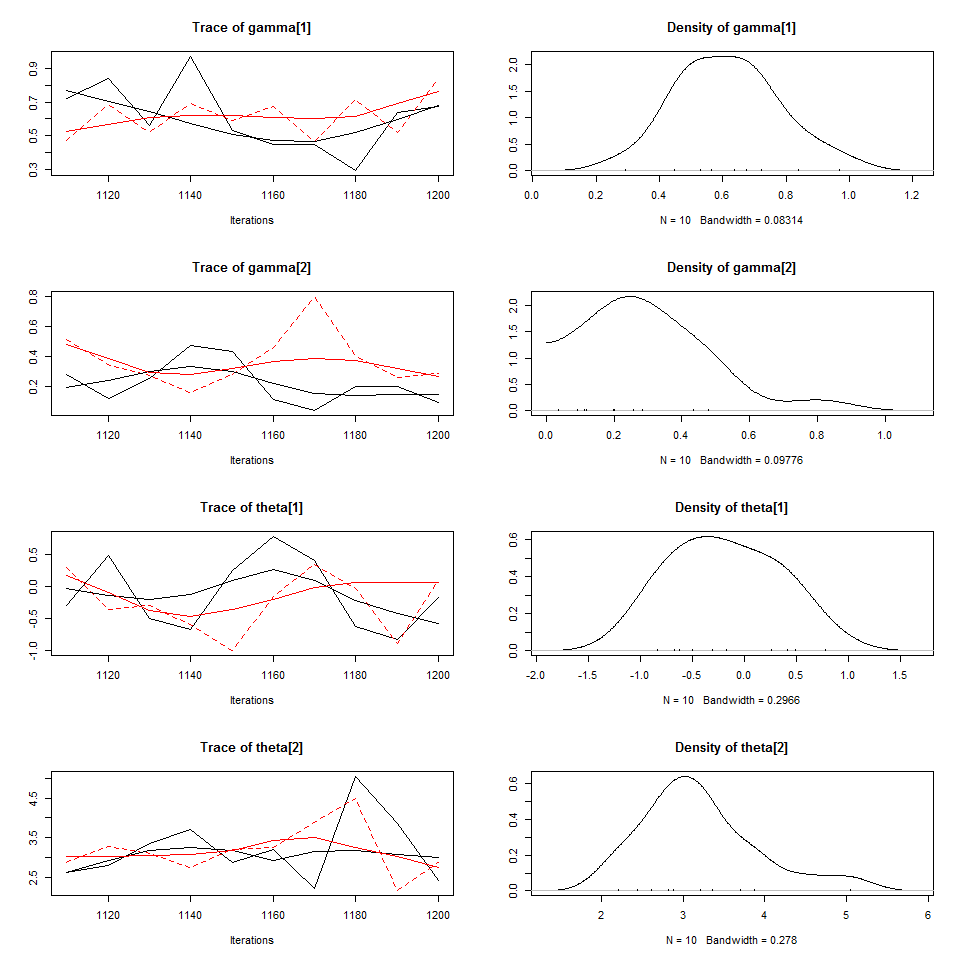 Trace of gamma[1]
0.3 0.5 0.7 0.9
1120 1140 1160 1180 1200
Iterations
Density of gamma[1]
0.0 0.5 1.0 1.5 2.0
0.0 0.2 0.4 0.6 0.8 1.0 1.2
N = 10 Bandwidth = 0.08314
Trace of gamma[2]
0.2 0.4 0.6 0.8
1120 1140 1160 1180 1200
Iterations
Density of gamma[2]
0.0 0.5 1.0 1.5 2.0
0.0 0.2 0.4 0.6 0.8 1.0
N = 10 Bandwidth = 0.09776
Trace of theta[1]
-1.0 -0.5 0.0 0.5
1120 1140 1160 1180 1200
Iterations
Density of theta[1]
0.0 0.2 0.4 0.6
-2.0 -1.5 -1.0 -0.5 0.0 0.5 1.0 1.5
N = 10 Bandwidth = 0.2966
Trace of theta[2]
2.5 3.5 4.5
1120 1140 1160 1180 1200
Iterations
Density of theta[2]
0.0 0.2 0.4 0.6
2 3 4 5 6
N = 10 Bandwidth = 0.278